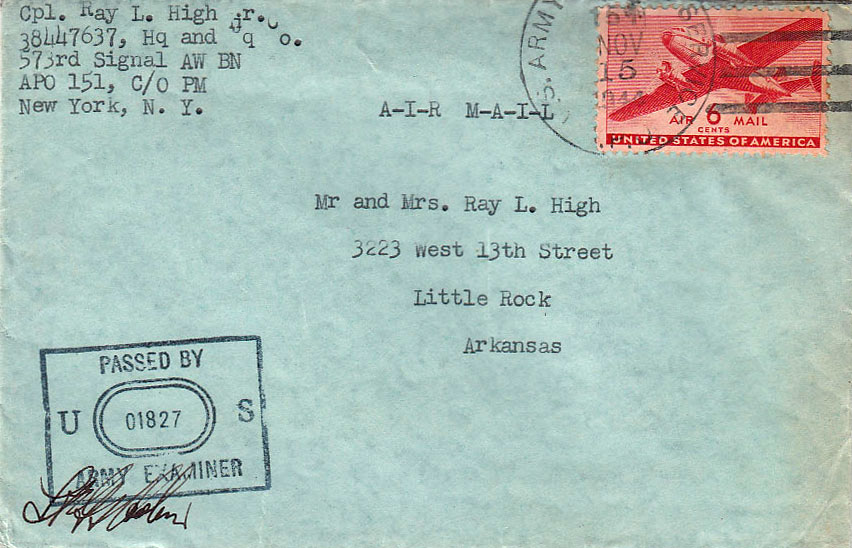 Cpl. Ray L. High Jr.
38447637, Hq and Hq Co.
573rd Signal AW BN
APO 151, C/O PM
New York, N. Y.
A-I-R M-A-I-L
U.S. ARMY SERVICE
NOV
15
1944
AIR 6 MAIL
CENTS
UNITED STATES OF AMERICA
Mr and Mrs. Ray L. High
3223 West 13th Street
Little Rock
Arkansas
PASSED BY
U 01827 S
ARMY EXAMINER